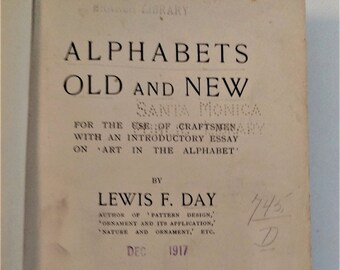 LIBRARY
ALPHABETS
OLD AND NEW
SANTA MONICA
LIBRARY
FOR THE USE OF CRAFTSMEN
WITH AN INTRODUCTORY ESSAY
ON 'ART IN THE ALPHABET'
BY
LEWIS F. DAY
AUTHOR OF 'PATTERN DESIGN,'
'ORNAMENT AND ITS APPLICATION,'
'NATURE AND ORNAMENT,' ETC.
745
D
DEC 1917